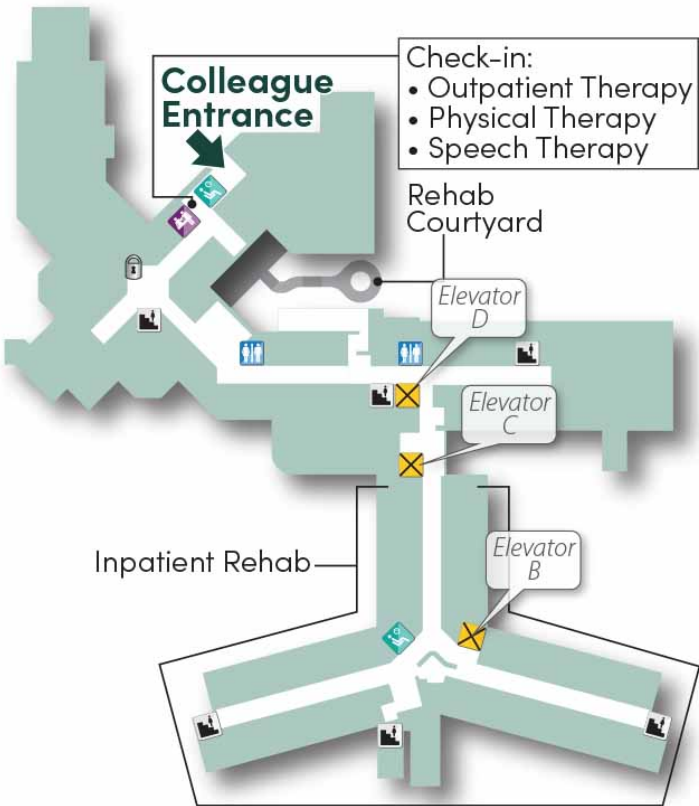 Colleague
Entrance
Check-in:
• Outpatient Therapy
• Physical Therapy
• Speech Therapy
Rehab
Courtyard
Elevator
D
Elevator
C
Inpatient Rehab
Elevator
B